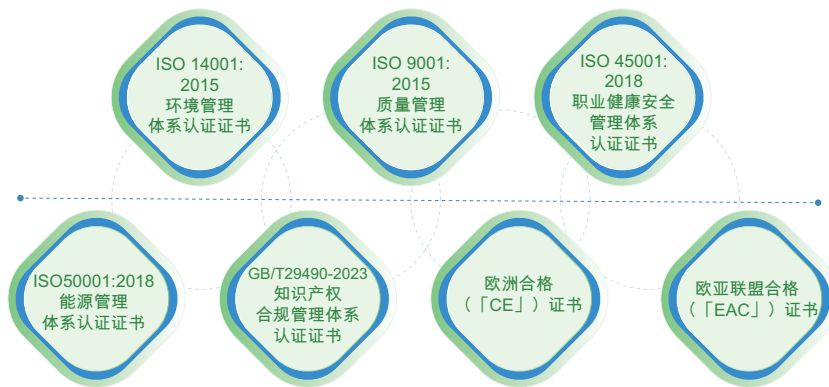 ISO 14001:
2015
环境管理
体系认证证书
ISO 9001:
2015
质量管理
体系认证证书
ISO 45001:
2018
职业健康安全
管理体系
认证证书
ISO50001:2018
能源管理
体系认证证书
GB/T29490-2023
知识产权
合规管理体系
认证证书
欧洲合格
（「CE」）证书
欧亚联盟合格
（「EAC」）证书